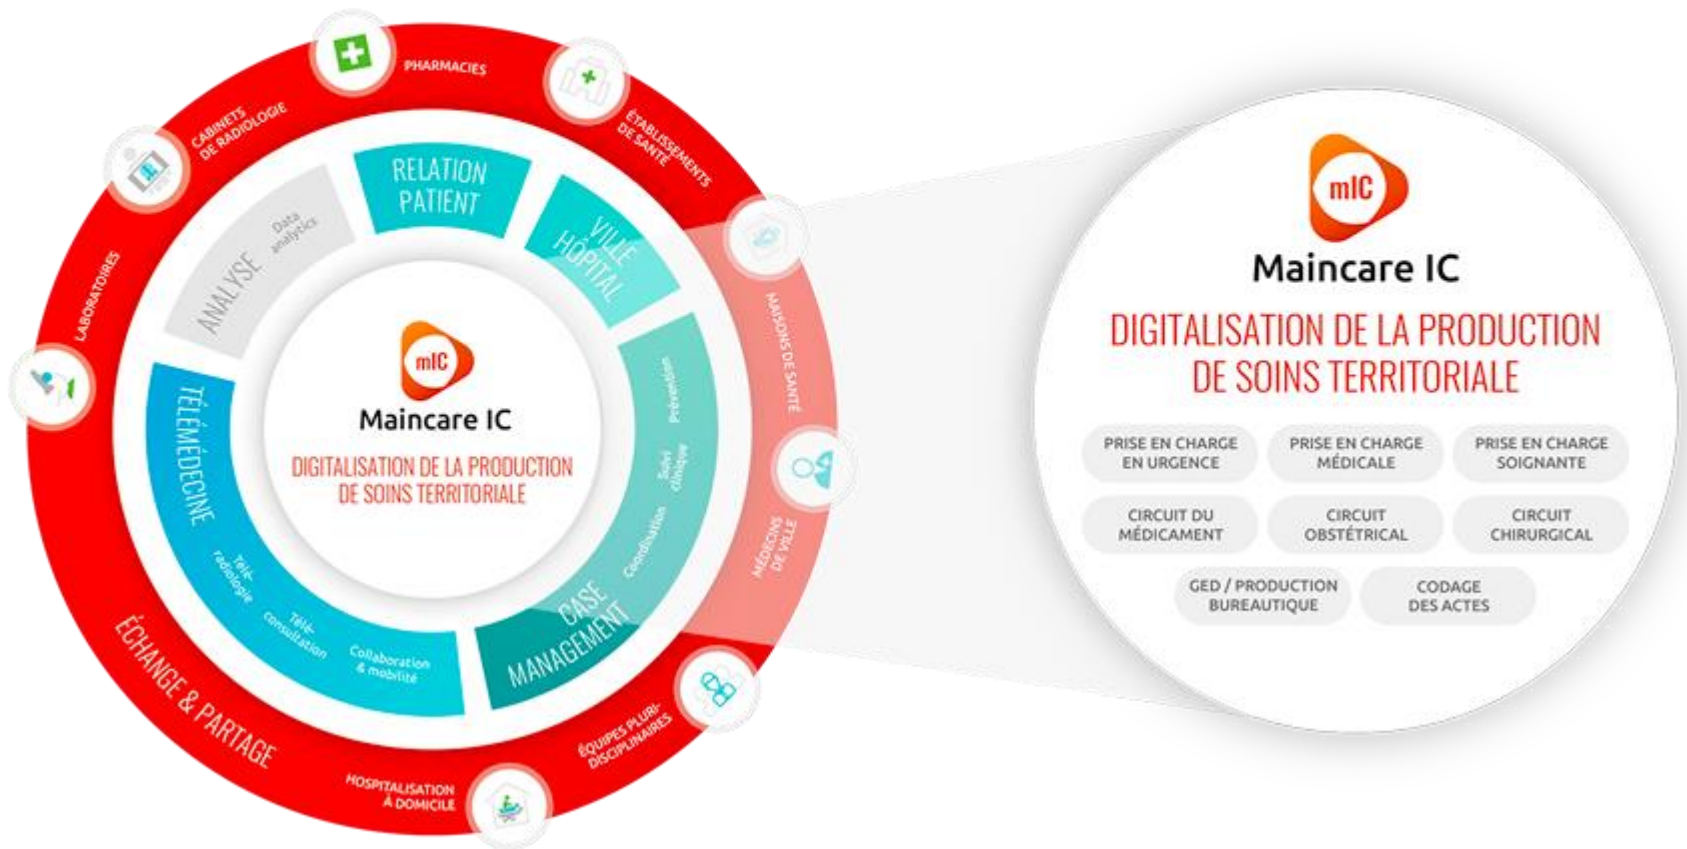 PHARMACIES
ÉTABLISSEMENTS
DE SANTÉ
MAISONS DE SANTÉ
MÉDECINS
DE VILLE
ÉQUIPES PLURI-
DISCIPLINAIRES
HOSPITALISATION
À DOMICILE
ÉCHANGE & PARTAGE
LABORATOIRES
CABINETS
DE RADIOLOGIE
RELATION
PATIENT
VILLE
HÔPITAL
Prévention
Suivi
clinique
Coordination
CASE
MANAGEMENT
Collaboration
& mobilité
Télé-
consultation
Télé-
radiologie
TÉLÉMÉDECINE
ANALYSE
Data
analytics
mIC
Maincare IC
DIGITALISATION DE LA PRODUCTION
DE SOINS TERRITORIALE
mIC
Maincare IC
DIGITALISATION DE LA PRODUCTION
DE SOINS TERRITORIALE
PRISE EN CHARGE
EN URGENCE
PRISE EN CHARGE
MÉDICALE
PRISE EN CHARGE
SOIGNANTE
CIRCUIT DU
MÉDICAMENT
CIRCUIT
OBSTÉTRICAL
CIRCUIT
CHIRURGICAL
GED / PRODUCTION
BUREAUTIQUE
CODAGE
DES ACTES